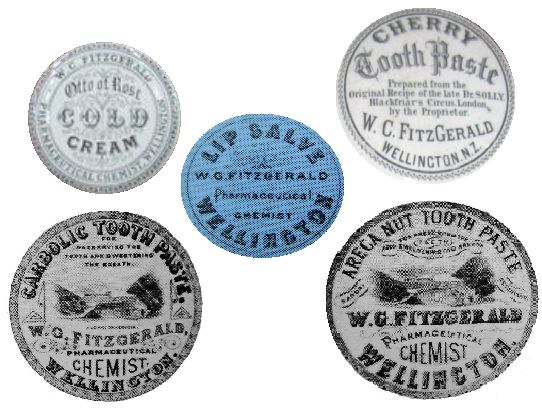 W. C. FITZGERALD
Otto of Rose
COLD
CREAM
PHARMACEUTICAL CHEMIST, WELLINGTON
CHERRY
Tooth Paste
Prepared from the
Original Recipe of the late Dr. SOLLY
Blackfriar's Circus, London,
by the Proprietor.
W. C. FITZGERALD
WELLINGTON. N.Z.
LIP SALVE
W.G. FITZGERALD
Pharmaceutical
CHEMIST
WELLINGTON
CARBOLIC TOOTH PASTE.
FOR
PRESERVING THE
TEETH AND SWEETENING
THE BREATH.
W. G. FITZGERALD,
PHARMACEUTICAL
CHEMIST,
WELLINGTON.
ARECA NUT TOOTH PASTE
W.G. FITZGERALD
PHARMACEUTICAL
CHEMIST
WELLINGTON.